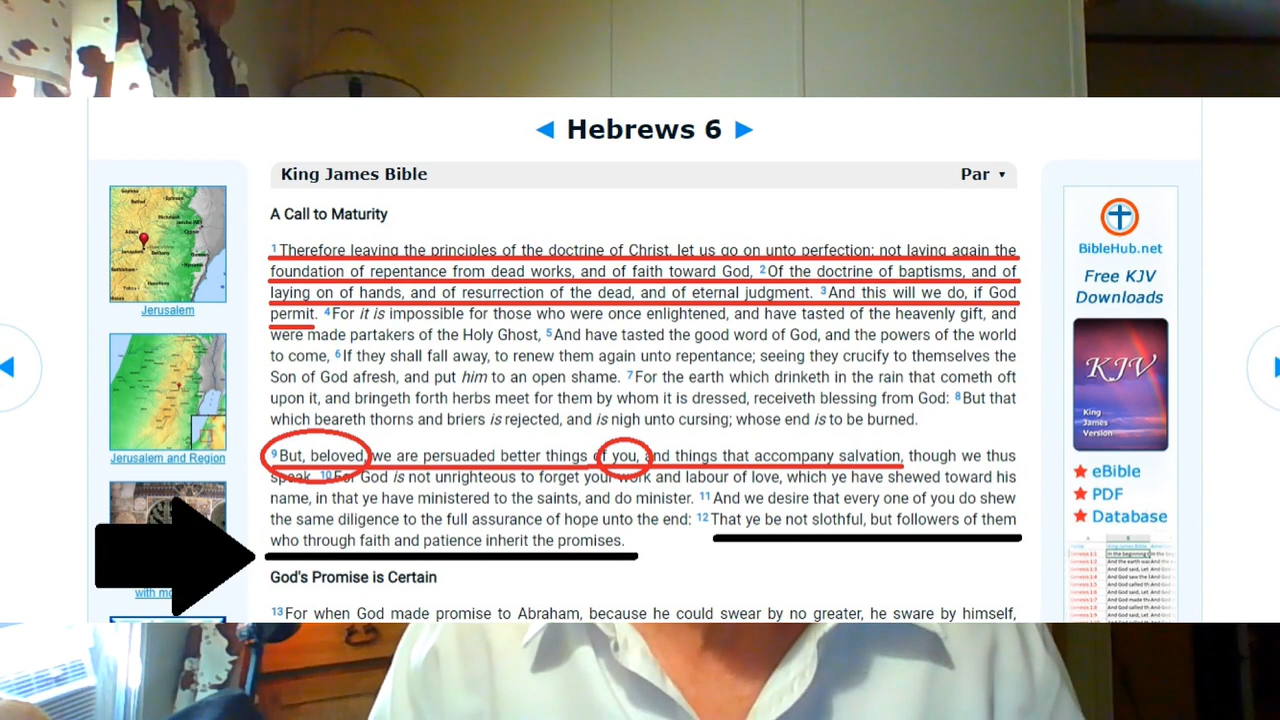 Hebrews 6
King James Bible
Par
A Call to Maturity
1 Therefore leaving the principles of the doctrine of Christ, let us go on unto perfection; not laying again the
foundation of repentance from dead works, and of faith toward God, 2 Of the doctrine of baptisms, and of
laying on of hands, and of resurrection of the dead, and of eternal judgment. 3 And this will we do, if God
permit. 4 For it is impossible for those who were once enlightened, and have tasted of the heavenly gift, and
were made partakers of the Holy Ghost, 5 And have tasted the good word of God, and the powers of the world
to come, 6 If they shall fall away, to renew them again unto repentance; seeing they crucify to themselves the
Son of God afresh, and put him to an open shame. 7 For the earth which drinketh in the rain that cometh oft
upon it, and bringeth forth herbs meet for them by whom it is dressed, receiveth blessing from God: 8 But that
which beareth thorns and briers is rejected, and is nigh unto cursing; whose end is to be burned.
9 But, beloved, we are persuaded better things of you, and things that accompany salvation, though we thus
speak. 10 For God is not unrighteous to forget your work and labour of love, which ye have shewed toward his
name, in that ye have ministered to the saints, and do minister. 11 And we desire that every one of you do shew
the same diligence to the full assurance of hope unto the end: 12 That ye be not slothful, but followers of them
who through faith and patience inherit the promises.
God's Promise is Certain
13 For when God made promise to Abraham, because he could swear by no greater, he sware by himself,
Jerusalem
Jerusalem and Region
BibleHub.net
Free KJV
Downloads
KJV
King
James
Version
eBible
PDF
Database